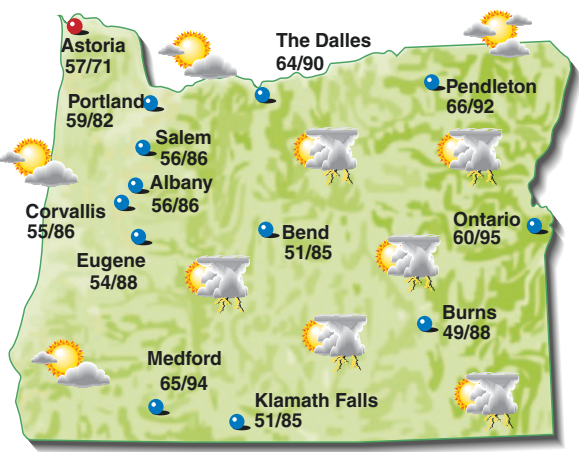 Astoria
57/71
The Dalles
64/90
Pendleton
66/92
Portland
59/82
Salem
56/86
Albany
56/86
Corvallis
55/86
Eugene
54/88
Bend
51/85
Ontario
60/95
Burns
49/88
Medford
65/94
Klamath Falls
51/85